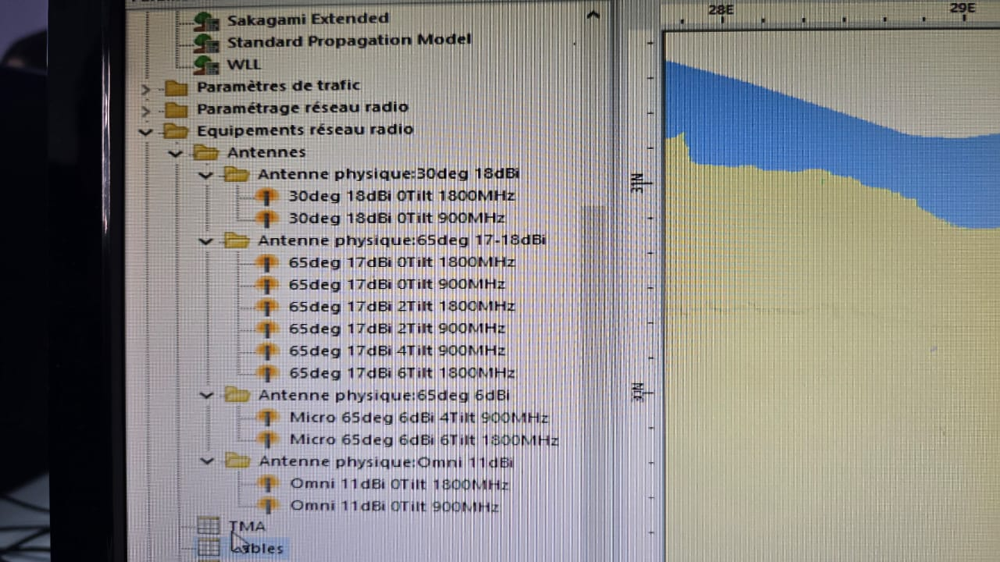 Sakagami Extended
Standard Propagation Model
WLL
Paramètres de trafic
Paramétrage réseau radio
Equipements réseau radio
Antennes
Antenne physique:30deg 18dBi
30deg 18dBi 0Tilt 1800MHz
30deg 18dBi 0Tilt 900MHz
Antenne physique:65deg 17-18dBi
65deg 17dBi 0Tilt 1800MHz
65deg 17dBi 0Tilt 900MHz
65deg 17dBi 2Tilt 1800MHz
65deg 17dBi 2Tilt 900MHz
65deg 17dBi 4Tilt 900MHz
65deg 17dBi 6Tilt 1800MHz
Antenne physique:65deg 6dBi
Micro 65deg 6dBi 4Tilt 900MHz
Micro 65deg 6dBi 6Tilt 1800MHz
Antenne physique:Omni 11dBi
Omni 11dBi 0Tilt 1800MHz
Omni 11dBi 0Tilt 900MHz
TMA
28E
29E